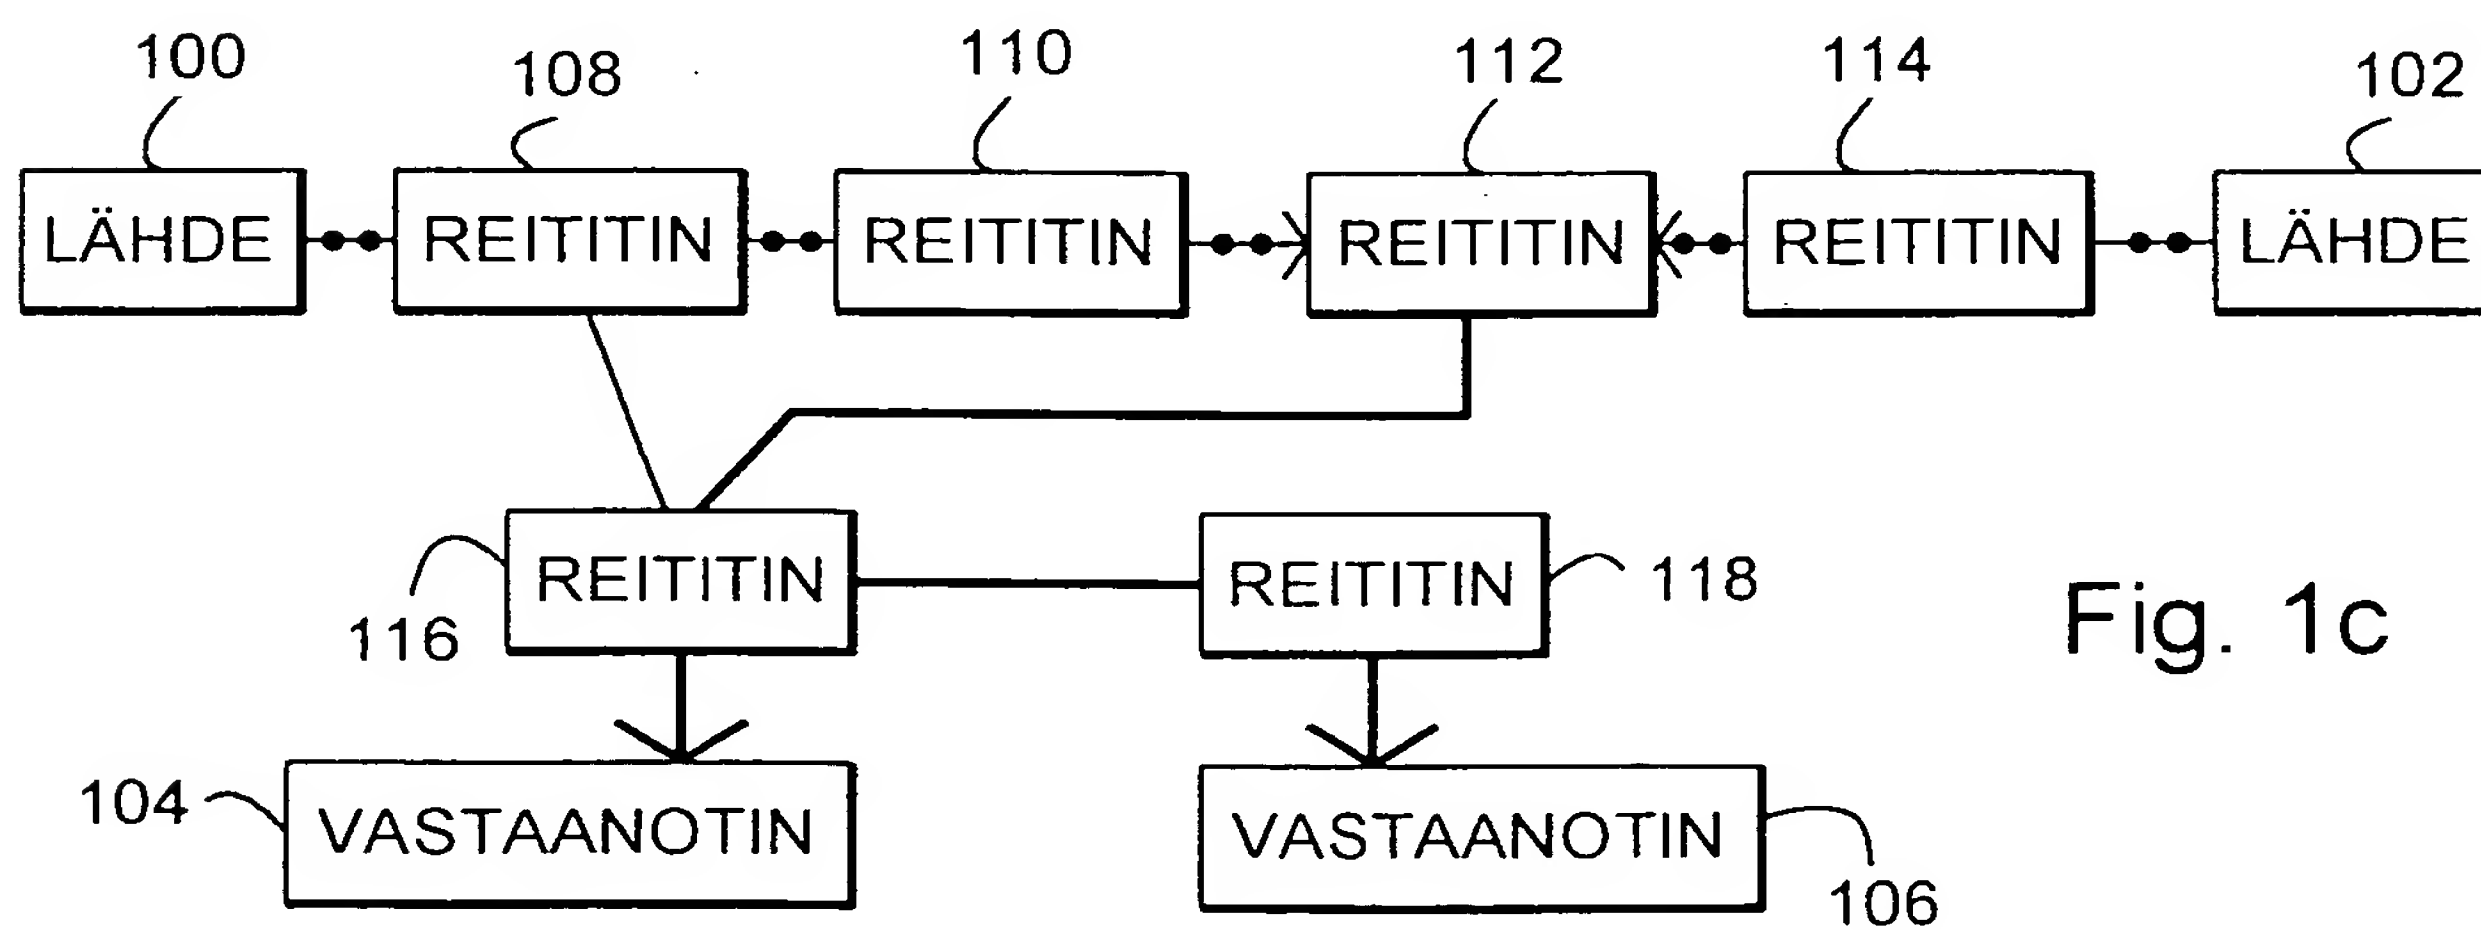 100 108 110 112 114 102
LÄHDE REITITIN REITITIN REITITIN REITITIN LÄHDE
REITITIN REITITIN 118
116
Fig. 1c
104 VASTAANOTIN VASTAANOTIN
106